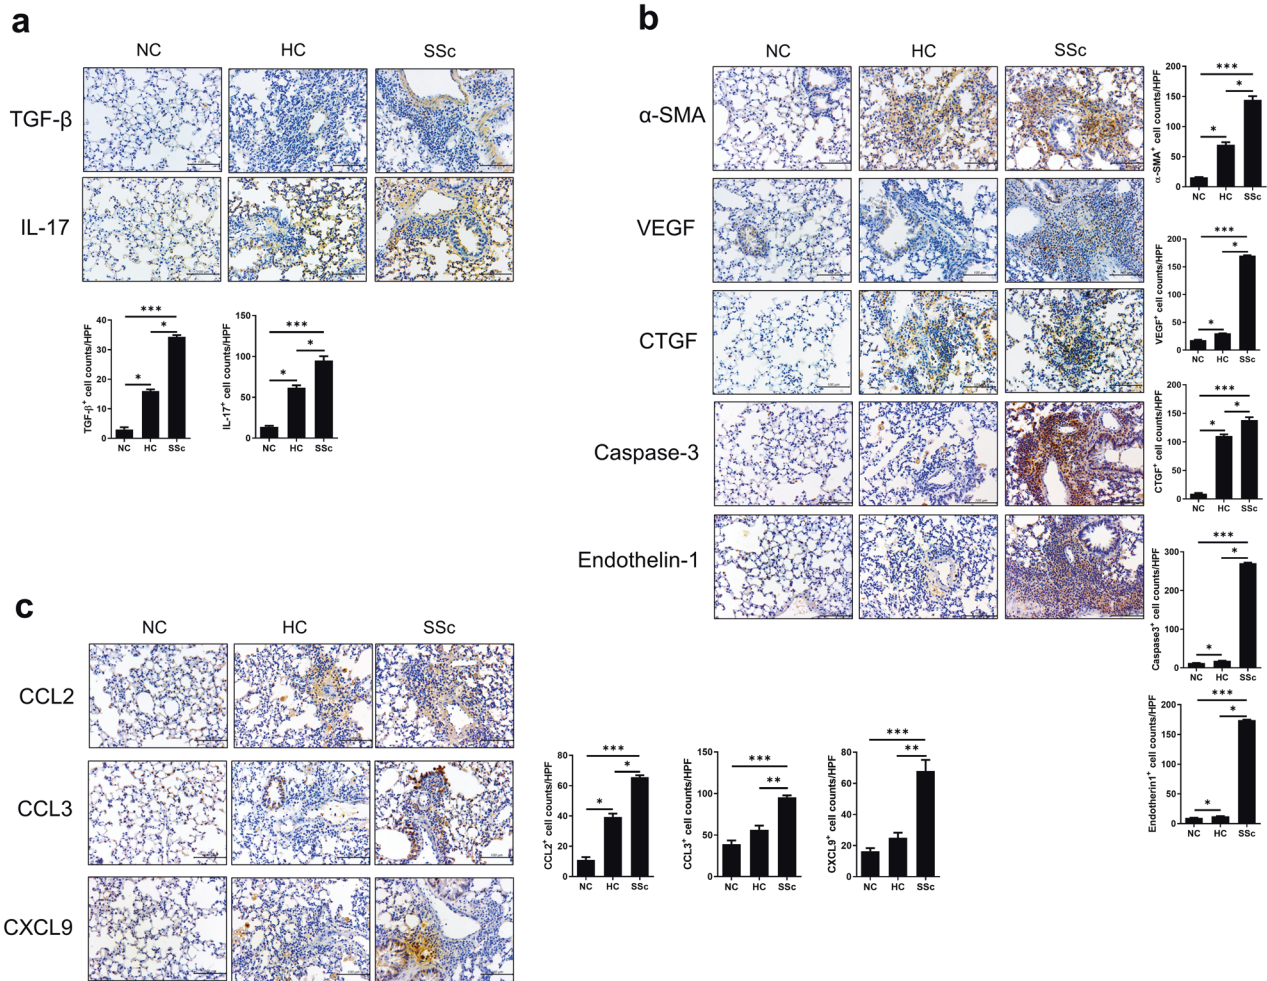 a
NC HC SSc
TGF-β
IL-17
TGF-β+ cell counts/HPF
40
30
20
10
0
***
*
*
NC HC SSc
IL-17+ cell counts/HPF
150
100
50
0
***
*
*
NC HC SSc
b
NC HC SSc
α-SMA
VEGF
CTGF
Caspase-3
Endothelin-1
α-SMA+ cell counts/HPF
200
150
100
50
0
***
*
*
NC HC SSc
VEGF+ cell counts/HPF
200
150
100
50
0
***
*
*
NC HC SSc
CTGF+ cell counts/HPF
200
150
100
50
0
***
*
*
NC HC SSc
Caspase3+ cell counts/HPF
300
200
100
0
***
*
*
NC HC SSc
Endotherin1+ cell counts/HPF
200
150
100
50
0
***
*
*
NC HC SSc
c
NC HC SSc
CCL2
CCL3
CXCL9
CCL2+ cell counts/HPF
80
60
40
20
0
***
*
*
NC HC SSc
CCL3+ cell counts/HPF
150
100
50
0
***
**
NC HC SSc
CXCL9+ cell counts/HPF
80
60
40
20
0
***
**
NC HC SSc